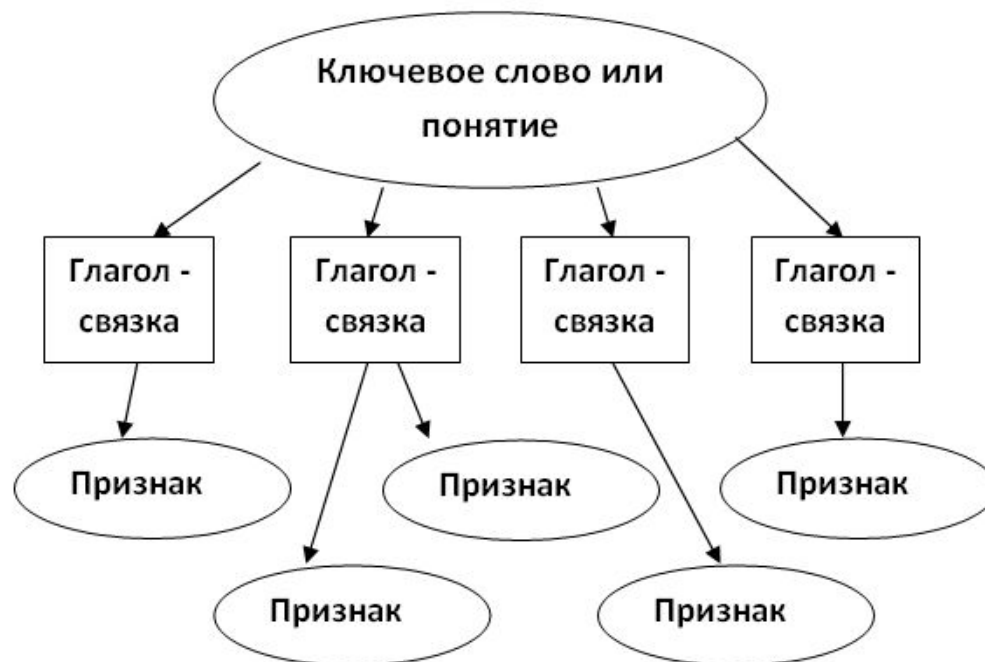 Ключевое слово или
понятие
Глагол -
связка
Глагол -
связка
Глагол -
связка
Глагол -
связка
Признак
Признак
Признак
Признак
Признак